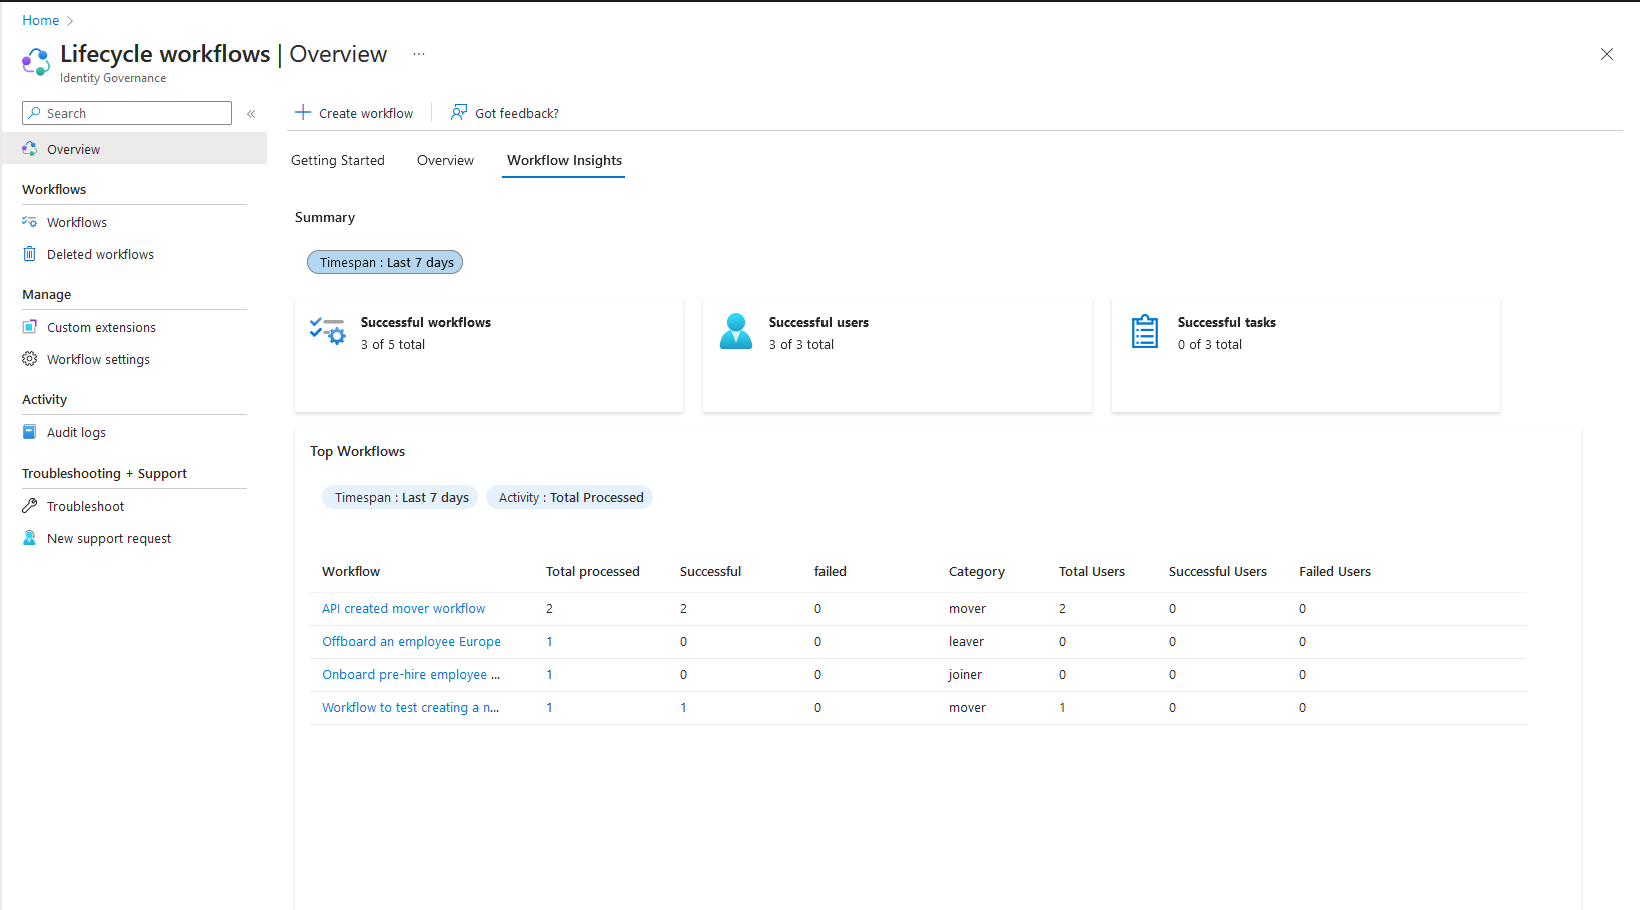 Home
Lifecycle workflows | Overview ...
Identity Governance
Search
Overview
Workflows
Workflows
Deleted workflows
Manage
Custom extensions
Workflow settings
Activity
Audit logs
Troubleshooting + Support
Troubleshoot
New support request
Create workflow Got feedback?
Getting Started Overview Workflow Insights
Summary
Timespan : Last 7 days
Successful workflows
3 of 5 total
Successful users
3 of 3 total
Successful tasks
0 of 3 total
Top Workflows
Timespan : Last 7 days Activity : Total Processed
Workflow Total processed Successful failed Category Total Users Successful Users Failed Users
API created mover workflow 2 2 0 mover 2 0 0
Offboard an employee Europe 1 0 0 leaver 0 0 0
Onboard pre-hire employee ... 1 0 0 joiner 0 0 0
Workflow to test creating a n... 1 1 0 mover 1 0 0